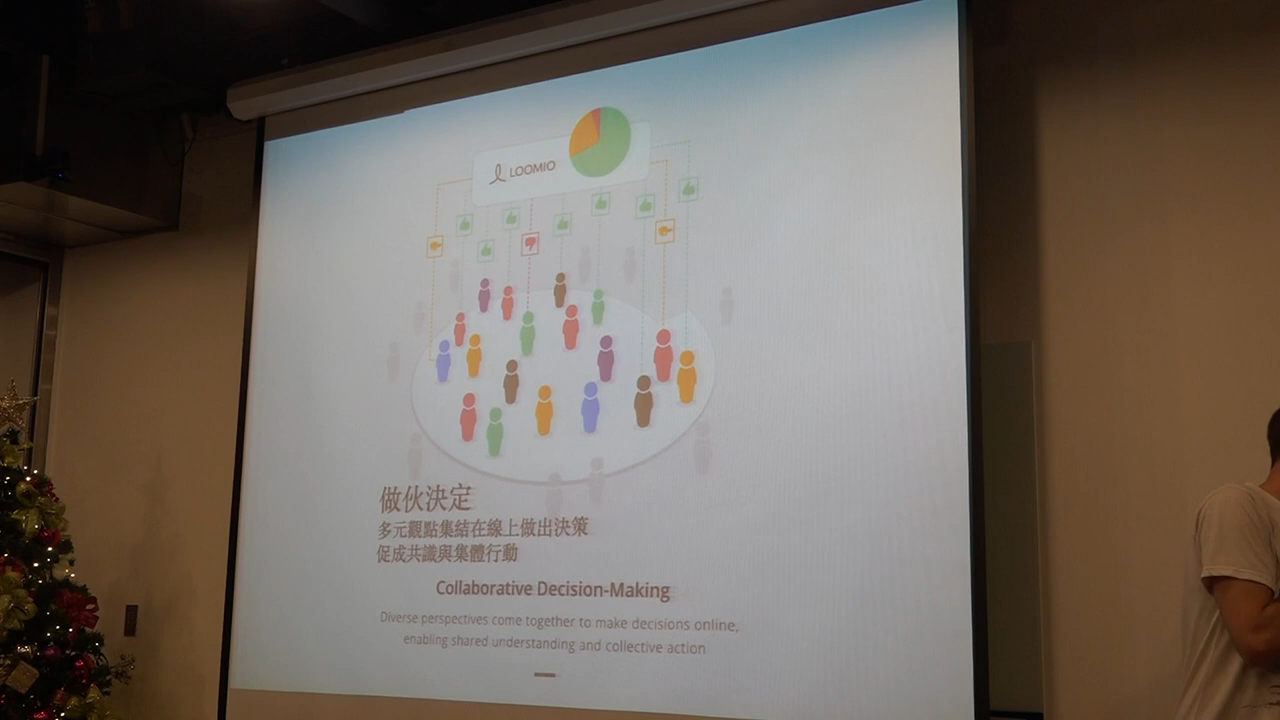 LOOMIO
做伙決定
多元觀點集結在線上做出決策
促成共識與集體行動
Collaborative Decision-Making
Diverse perspectives come together to make decisions online,
enabling shared understanding and collective action